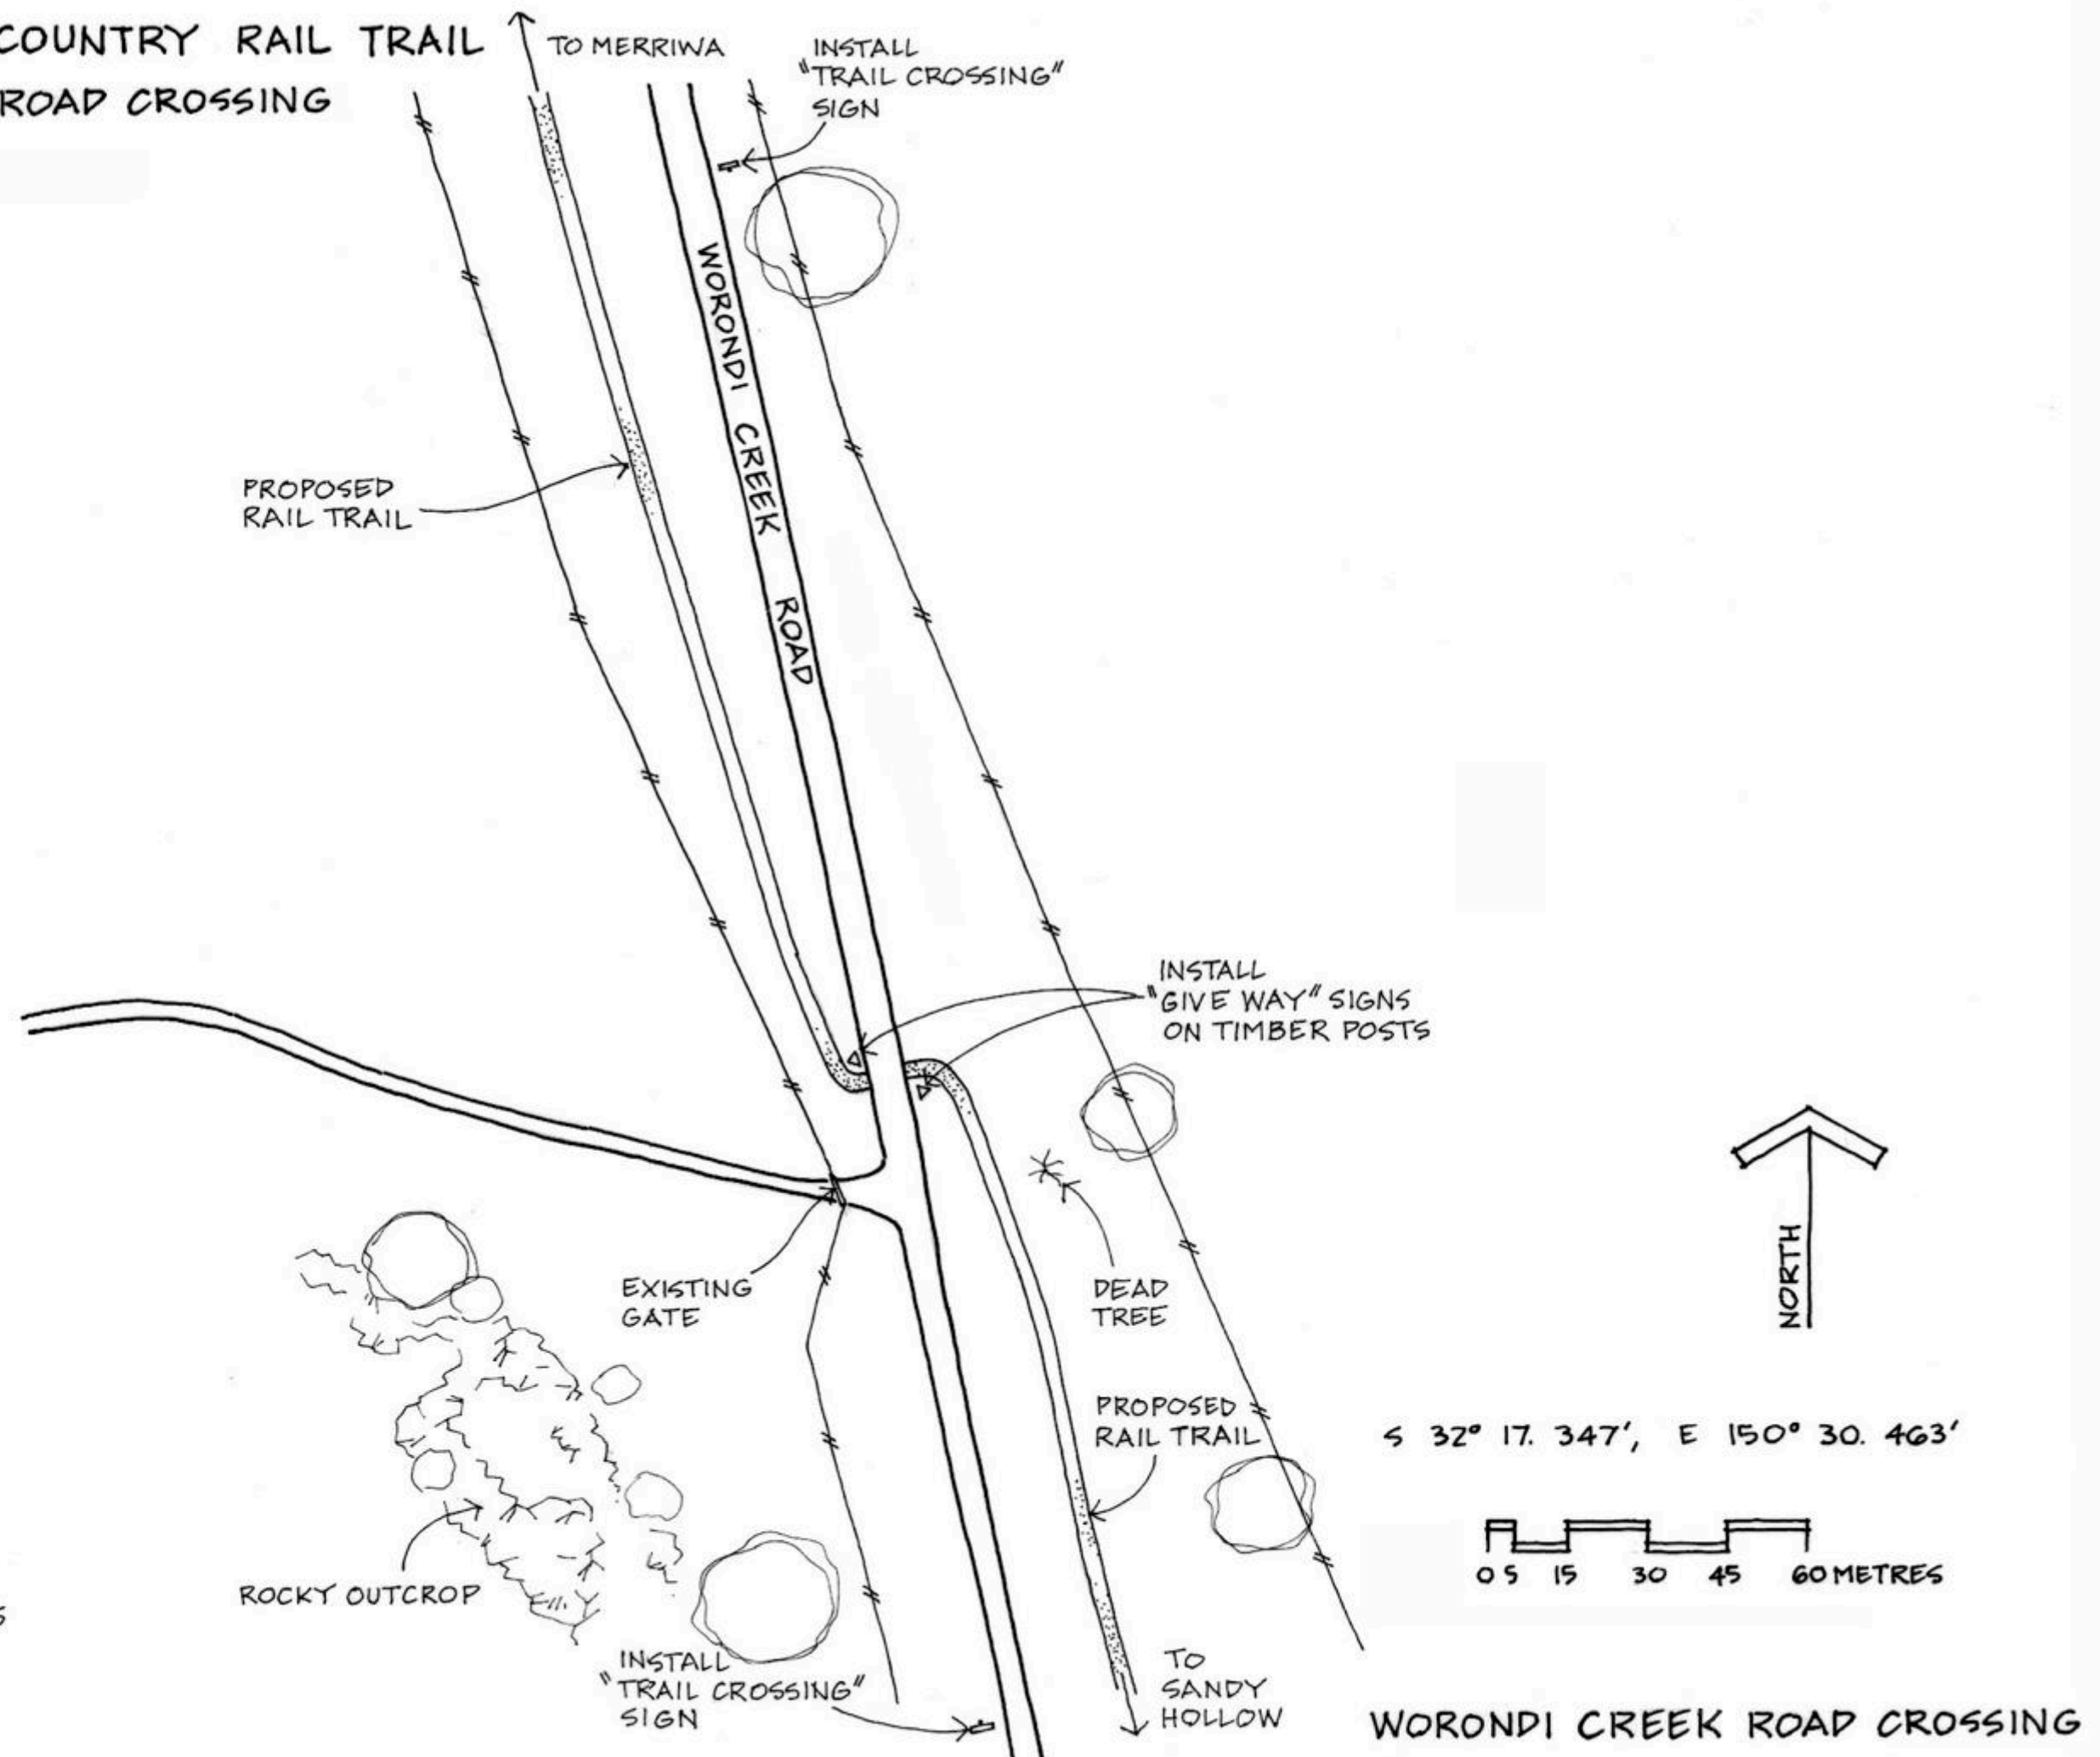 COUNTRY RAIL TRAIL
ROAD CROSSING
TO MERRIWA
INSTALL
"TRAIL CROSSING"
SIGN
WORONDI CREEK ROAD
PROPOSED
RAIL TRAIL
INSTALL
"GIVE WAY" SIGNS
ON TIMBER POSTS
EXISTING
GATE
DEAD
TREE
NORTH
PROPOSED
RAIL TRAIL
S 32° 17. 347', E 150° 30. 463'
0 5 15 30 45 60 METRES
ROCKY OUTCROP
INSTALL
"TRAIL CROSSING"
SIGN
TO
SANDY
HOLLOW
WORONDI CREEK ROAD CROSSING